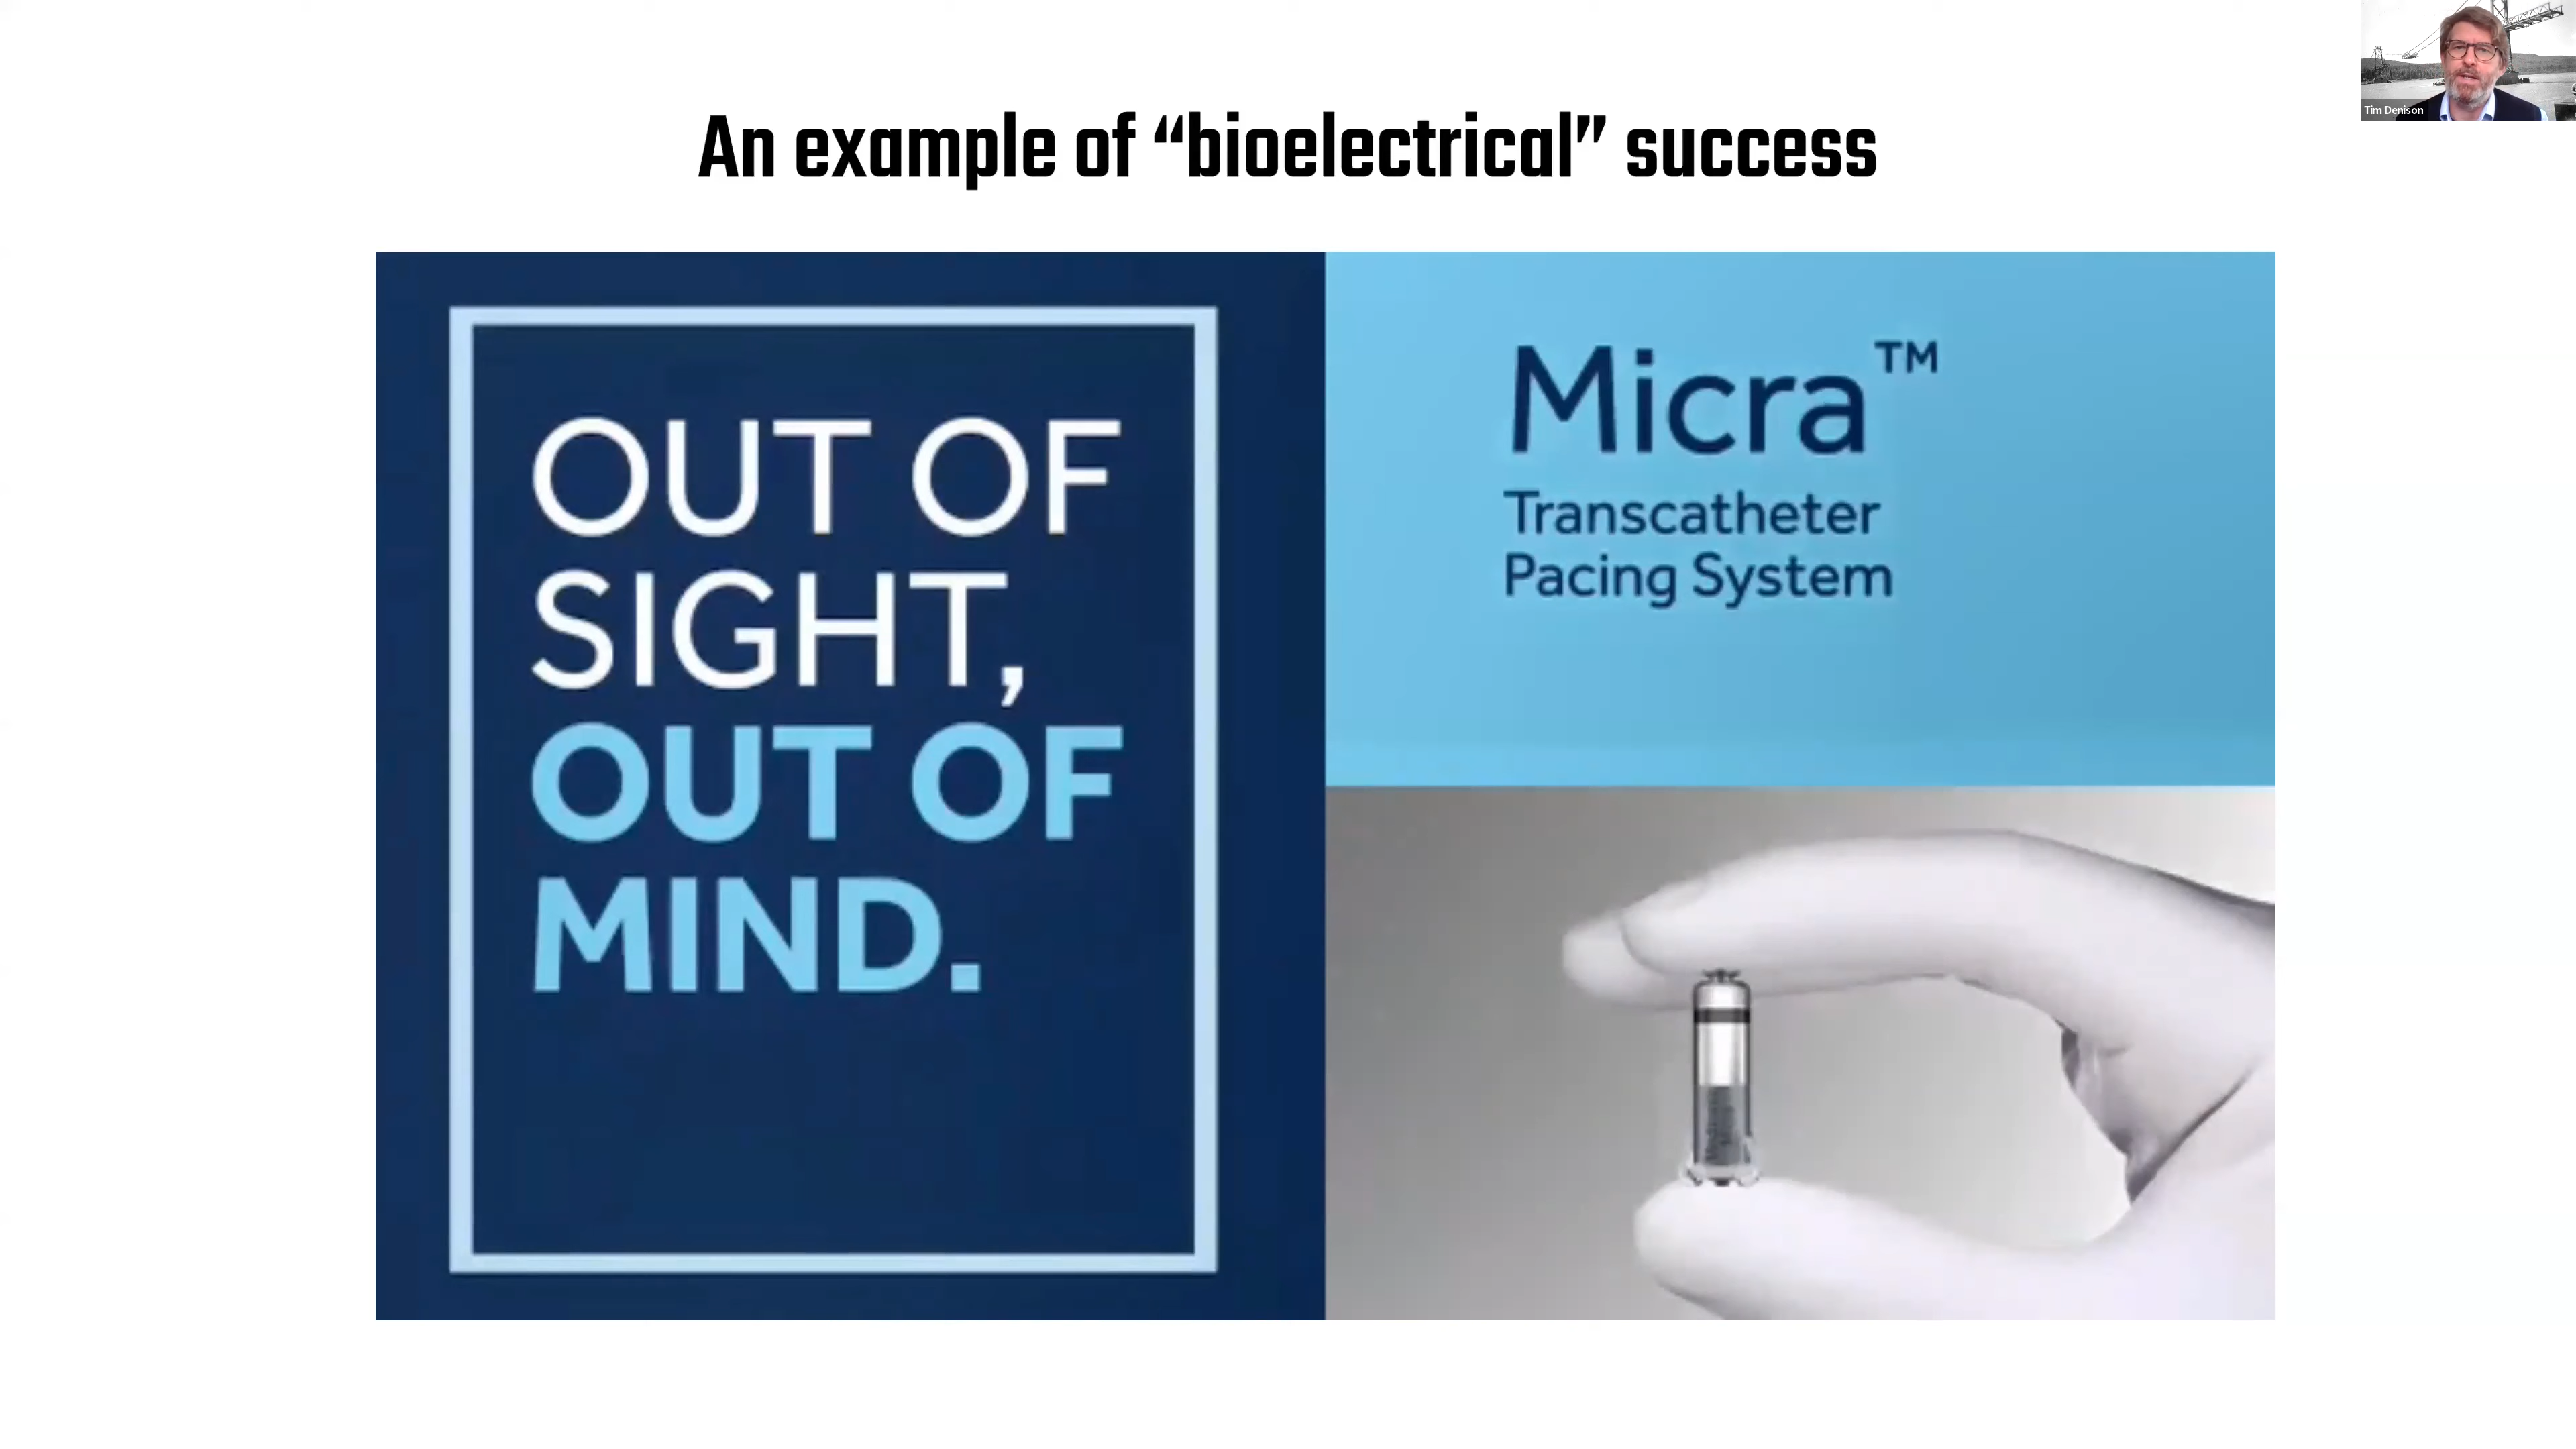 An example of “bioelectrical” success
Tim Denison
OUT OF
SIGHT,
OUT OF
MIND.
Micra™
Transcatheter
Pacing System